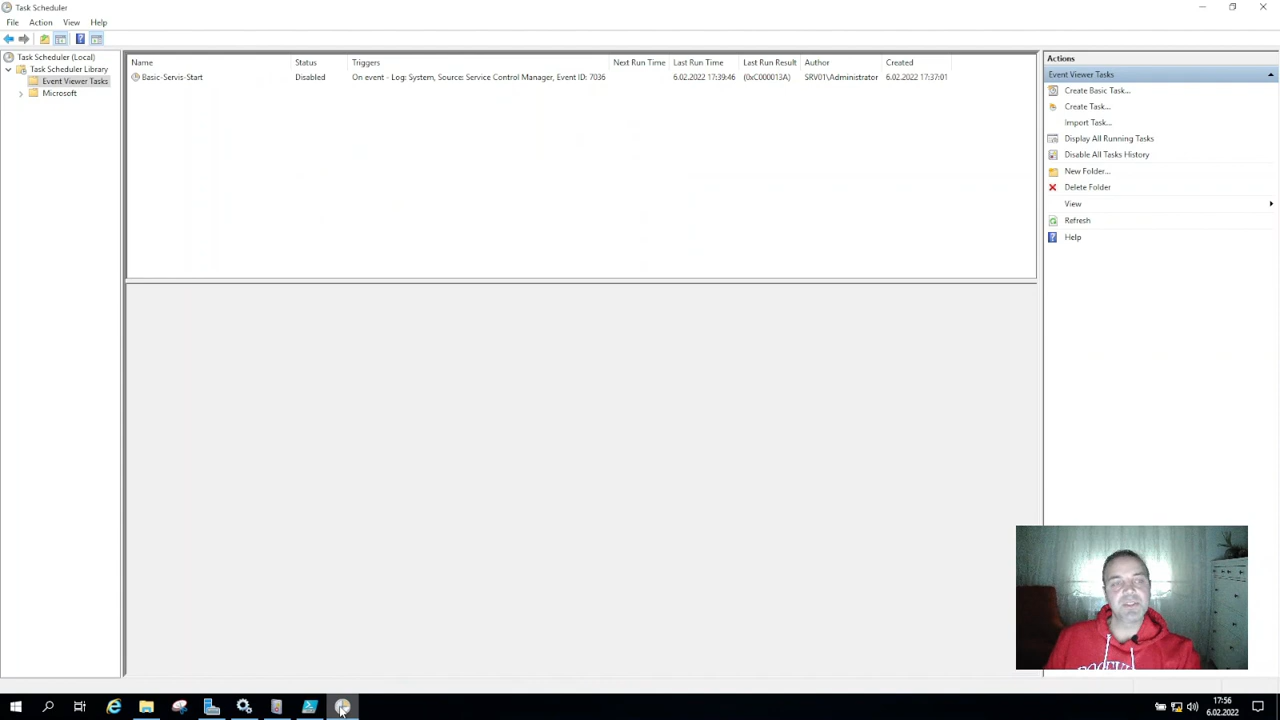 Task Scheduler
File Action View Help
Task Scheduler (Local)
Task Scheduler Library
Event Viewer Tasks
Microsoft
Name Status Triggers Next Run Time Last Run Time Last Run Result Author Created
Basic-Servis-Start Disabled On event - Log: System, Source: Service Control Manager, Event ID: 7036 6.02.2022 17:39:46 (0xC000013A) SRV01\Administrator 6.02.2022 17:37:01
Actions
Event Viewer Tasks
Create Basic Task...
Create Task...
Import Task...
Display All Running Tasks
Disable All Tasks History
New Folder...
Delete Folder
View
Refresh
Help
17:56
6.02.2022